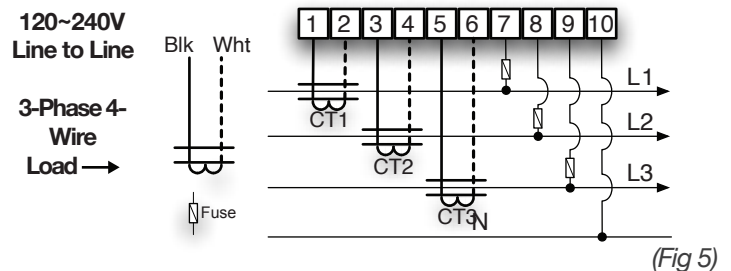 120~240V
Line to Line
3-Phase 4-
Wire
Load
Blk Wht
Fuse
1 2 3 4 5 6 7 8 9 10
L1
CT1
L2
CT2
L3
CT3
N
(Fig 5)